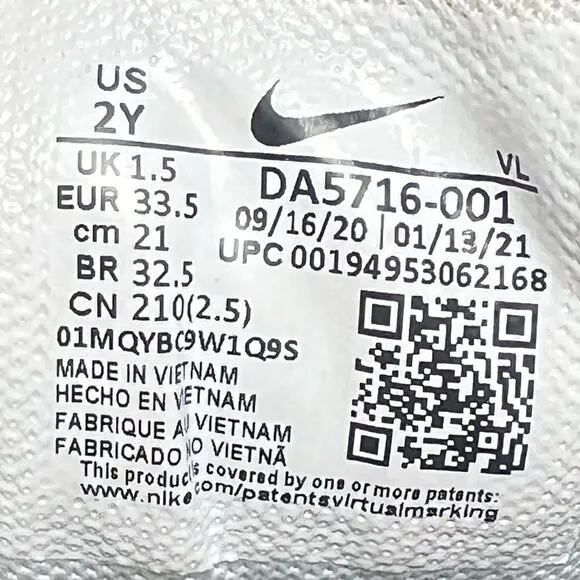 US
2Y
VL
UK 1.5
EUR 33.5
cm 21
BR 32.5
CN 210(2.5)
DA5716-001
09/16/20 | 01/13/21
UPC 00194953062168
01MQYBC9W1Q9S
MADE IN VIETNAM
HECHO EN VIETNAM
FABRIQUE AU VIETNAM
FABRICADO NO VIETNÃ
This product is covered by one or more patents:
www.nike.com/patentsvirtualmarking